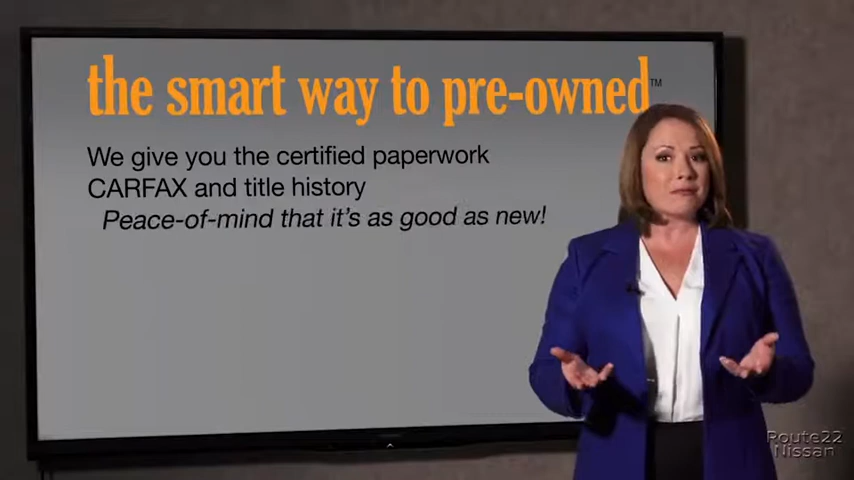 the smart way to pre-owned™
We give you the certified paperwork
CARFAX and title history
Peace-of-mind that it's as good as new!
Route22
Nissan